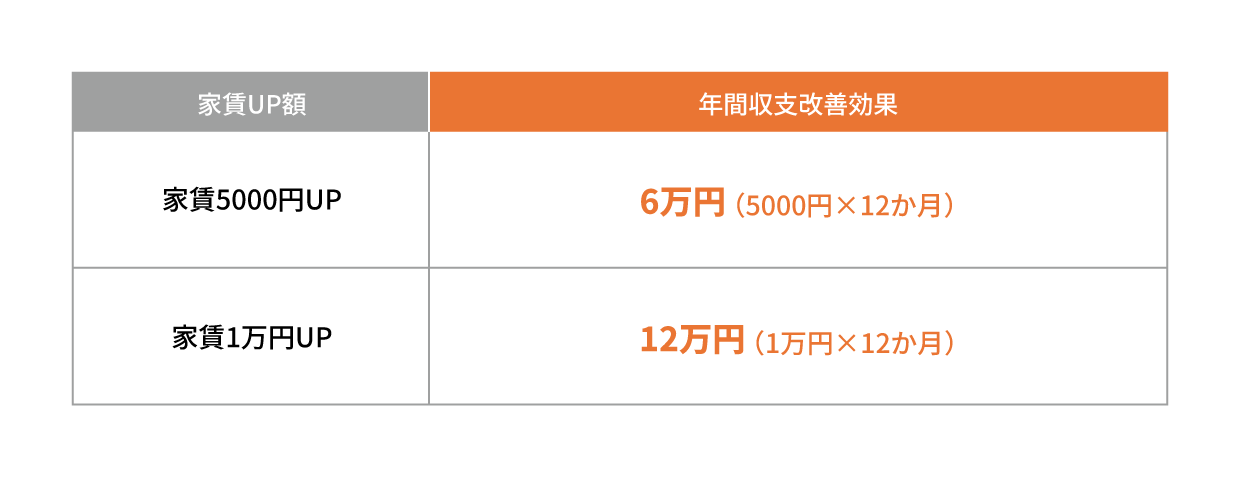 家賃UP額
年間収支改善効果
家賃5000円UP
6万円（5000円×12か月）
家賃1万円UP
12万円（1万円×12か月）